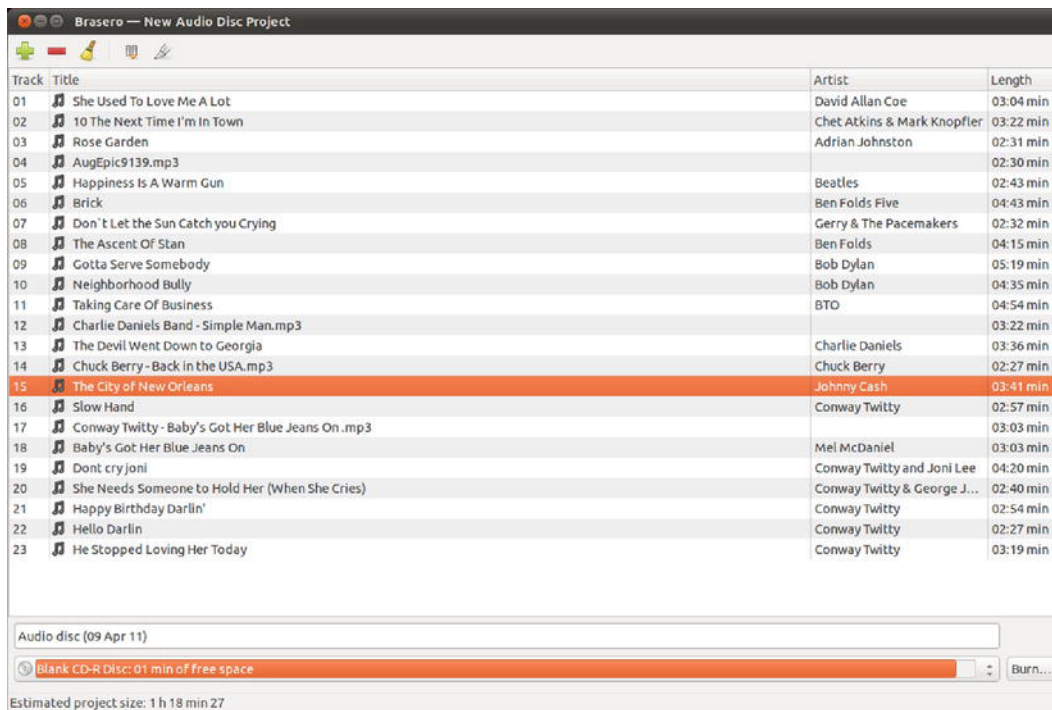 Brasero — New Audio Disc Project
Track Title Artist Length
01 She Used To Love Me A Lot David Allan Coe 03:04 min
02 10 The Next Time I'm In Town Chet Atkins & Mark Knopfler 03:22 min
03 Rose Garden Adrian Johnston 02:31 min
04 AugEpic9139.mp3 02:30 min
05 Happiness Is A Warm Gun Beatles 02:43 min
06 Brick Ben Folds Five 04:43 min
07 Don`t Let the Sun Catch you Crying Gerry & The Pacemakers 02:32 min
08 The Ascent Of Stan Ben Folds 04:15 min
09 Gotta Serve Somebody Bob Dylan 05:19 min
10 Neighborhood Bully Bob Dylan 04:35 min
11 Taking Care Of Business BTO 04:54 min
12 Charlie Daniels Band - Simple Man.mp3 03:22 min
13 The Devil Went Down to Georgia Charlie Daniels 03:36 min
14 Chuck Berry - Back in the USA.mp3 Chuck Berry 02:27 min
15 The City of New Orleans Johnny Cash 03:41 min
16 Slow Hand Conway Twitty 02:57 min
17 Conway Twitty - Baby's Got Her Blue Jeans On .mp3 03:03 min
18 Baby's Got Her Blue Jeans On Mel McDaniel 03:03 min
19 Dont cry joni Conway Twitty and Joni Lee 04:20 min
20 She Needs Someone to Hold Her (When She Cries) Conway Twitty & George J... 02:40 min
21 Happy Birthday Darlin' Conway Twitty 02:54 min
22 Hello Darlin Conway Twitty 02:27 min
23 He Stopped Loving Her Today Conway Twitty 03:19 min
Audio disc (09 Apr 11)
Blank CD-R Disc: 01 min of free space Burn...
Estimated project size: 1 h 18 min 27